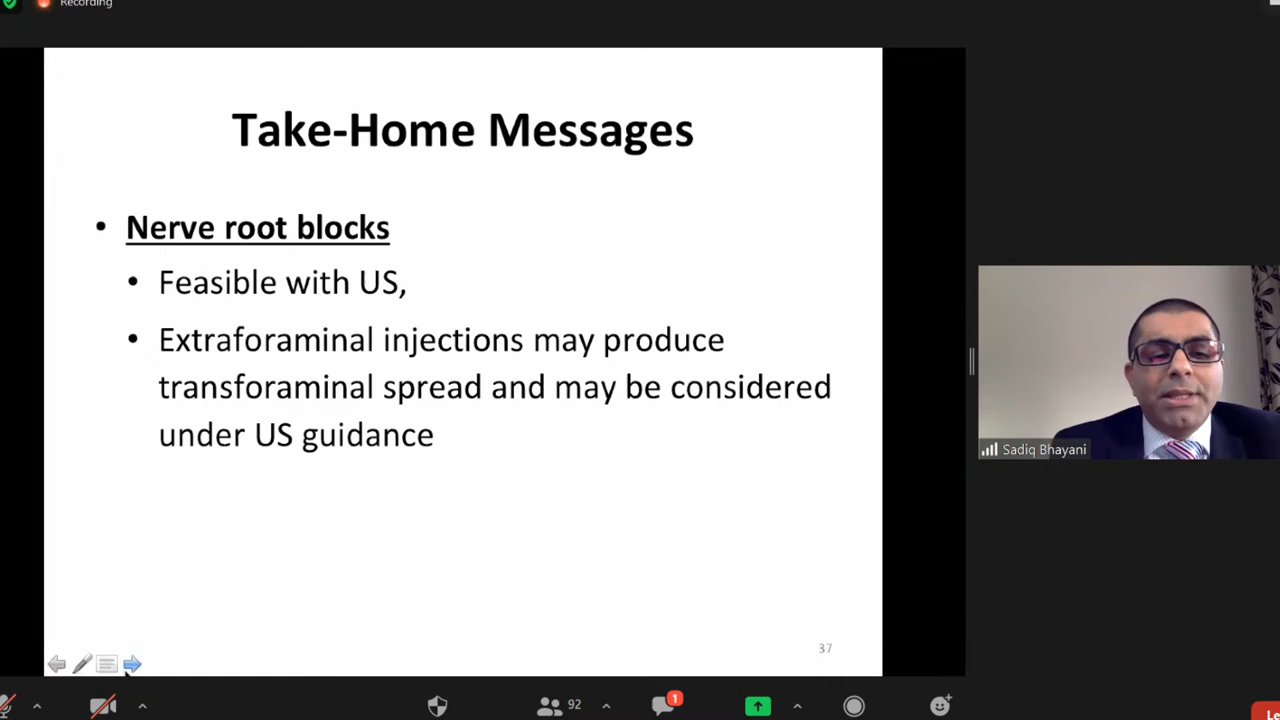 Recording
Take-Home Messages
• Nerve root blocks
• Feasible with US,
• Extraforaminal injections may produce
transforaminal spread and may be considered
under US guidance
37
Sadiq Bhayani
92
1